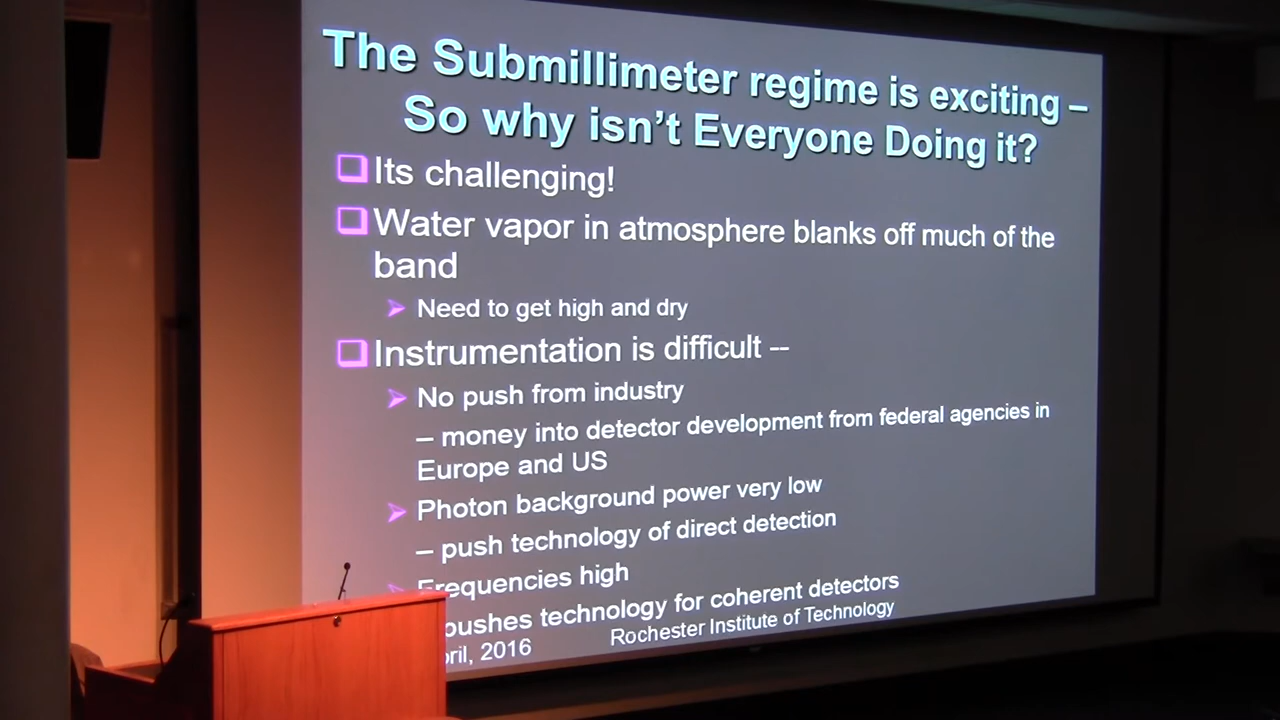 The Submillimeter regime is exciting –
So why isn't Everyone Doing it?
Its challenging!
Water vapor in atmosphere blanks off much of the
band
Need to get high and dry
Instrumentation is difficult --
No push from industry
– money into detector development from federal agencies in
Europe and US
Photon background power very low
– push technology of direct detection
Frequencies high
pushes technology for coherent detectors
2016
Rochester Institute of Technology